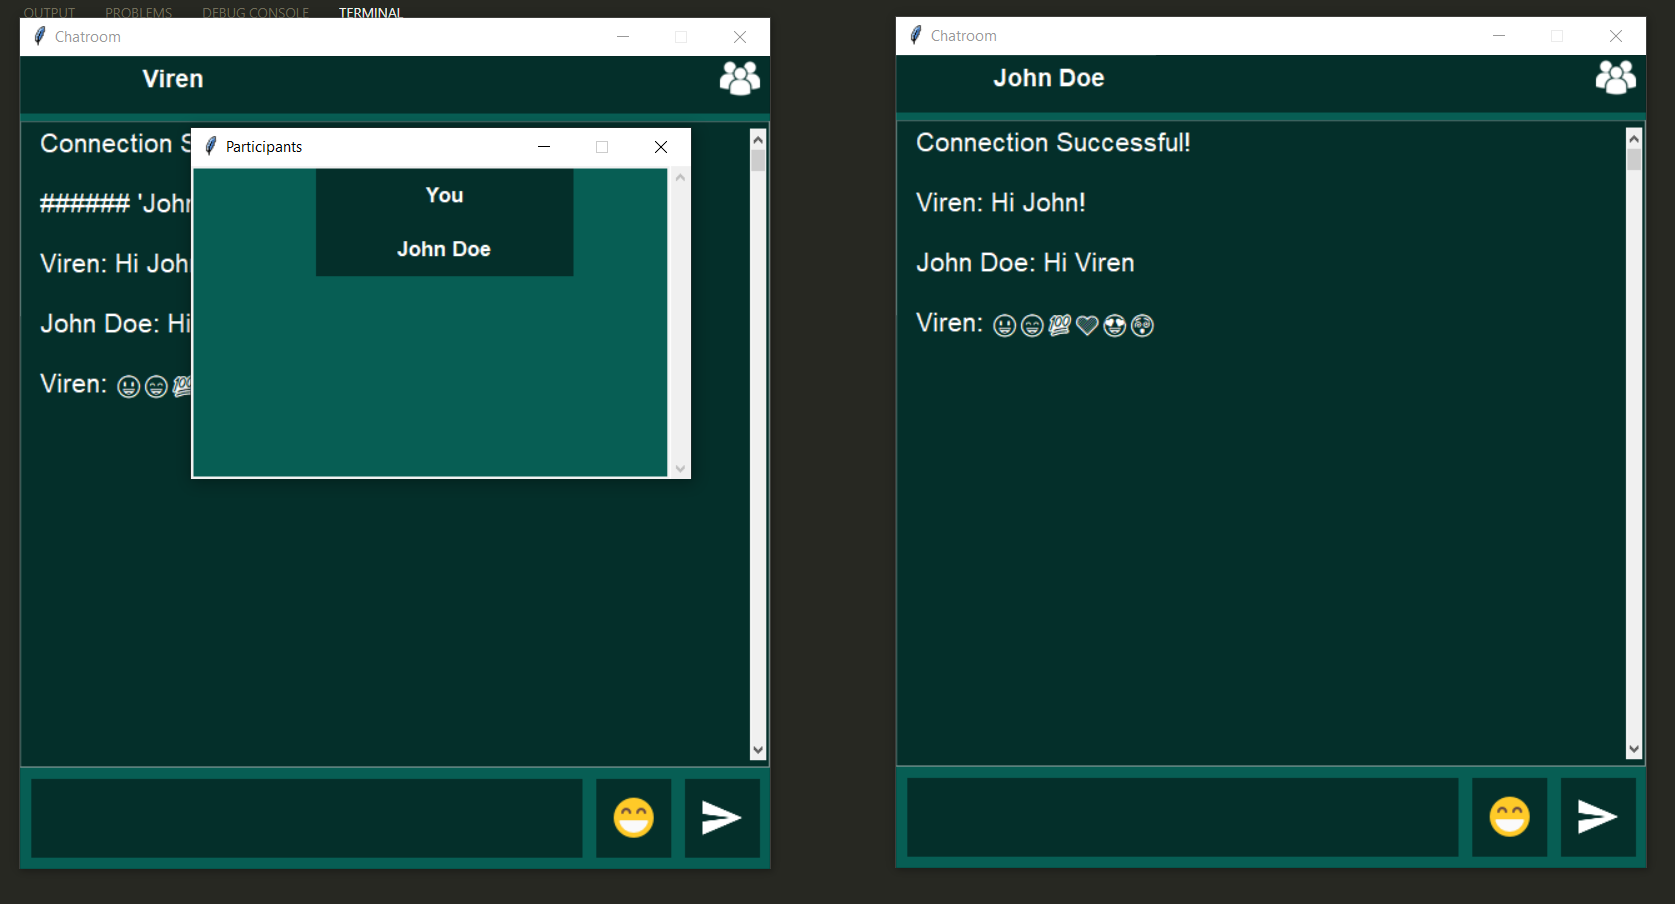 OUTPUT PROBLEMS DEBUG CONSOLE TERMINAL
Chatroom
Viren
Connection
###### 'John
Viren: Hi John
John Doe: Hi
Viren: 😃😄💯
Participants
You
John Doe
Chatroom
John Doe
Connection Successful!
Viren: Hi John!
John Doe: Hi Viren
Viren: 😃😄💯❤😍😲